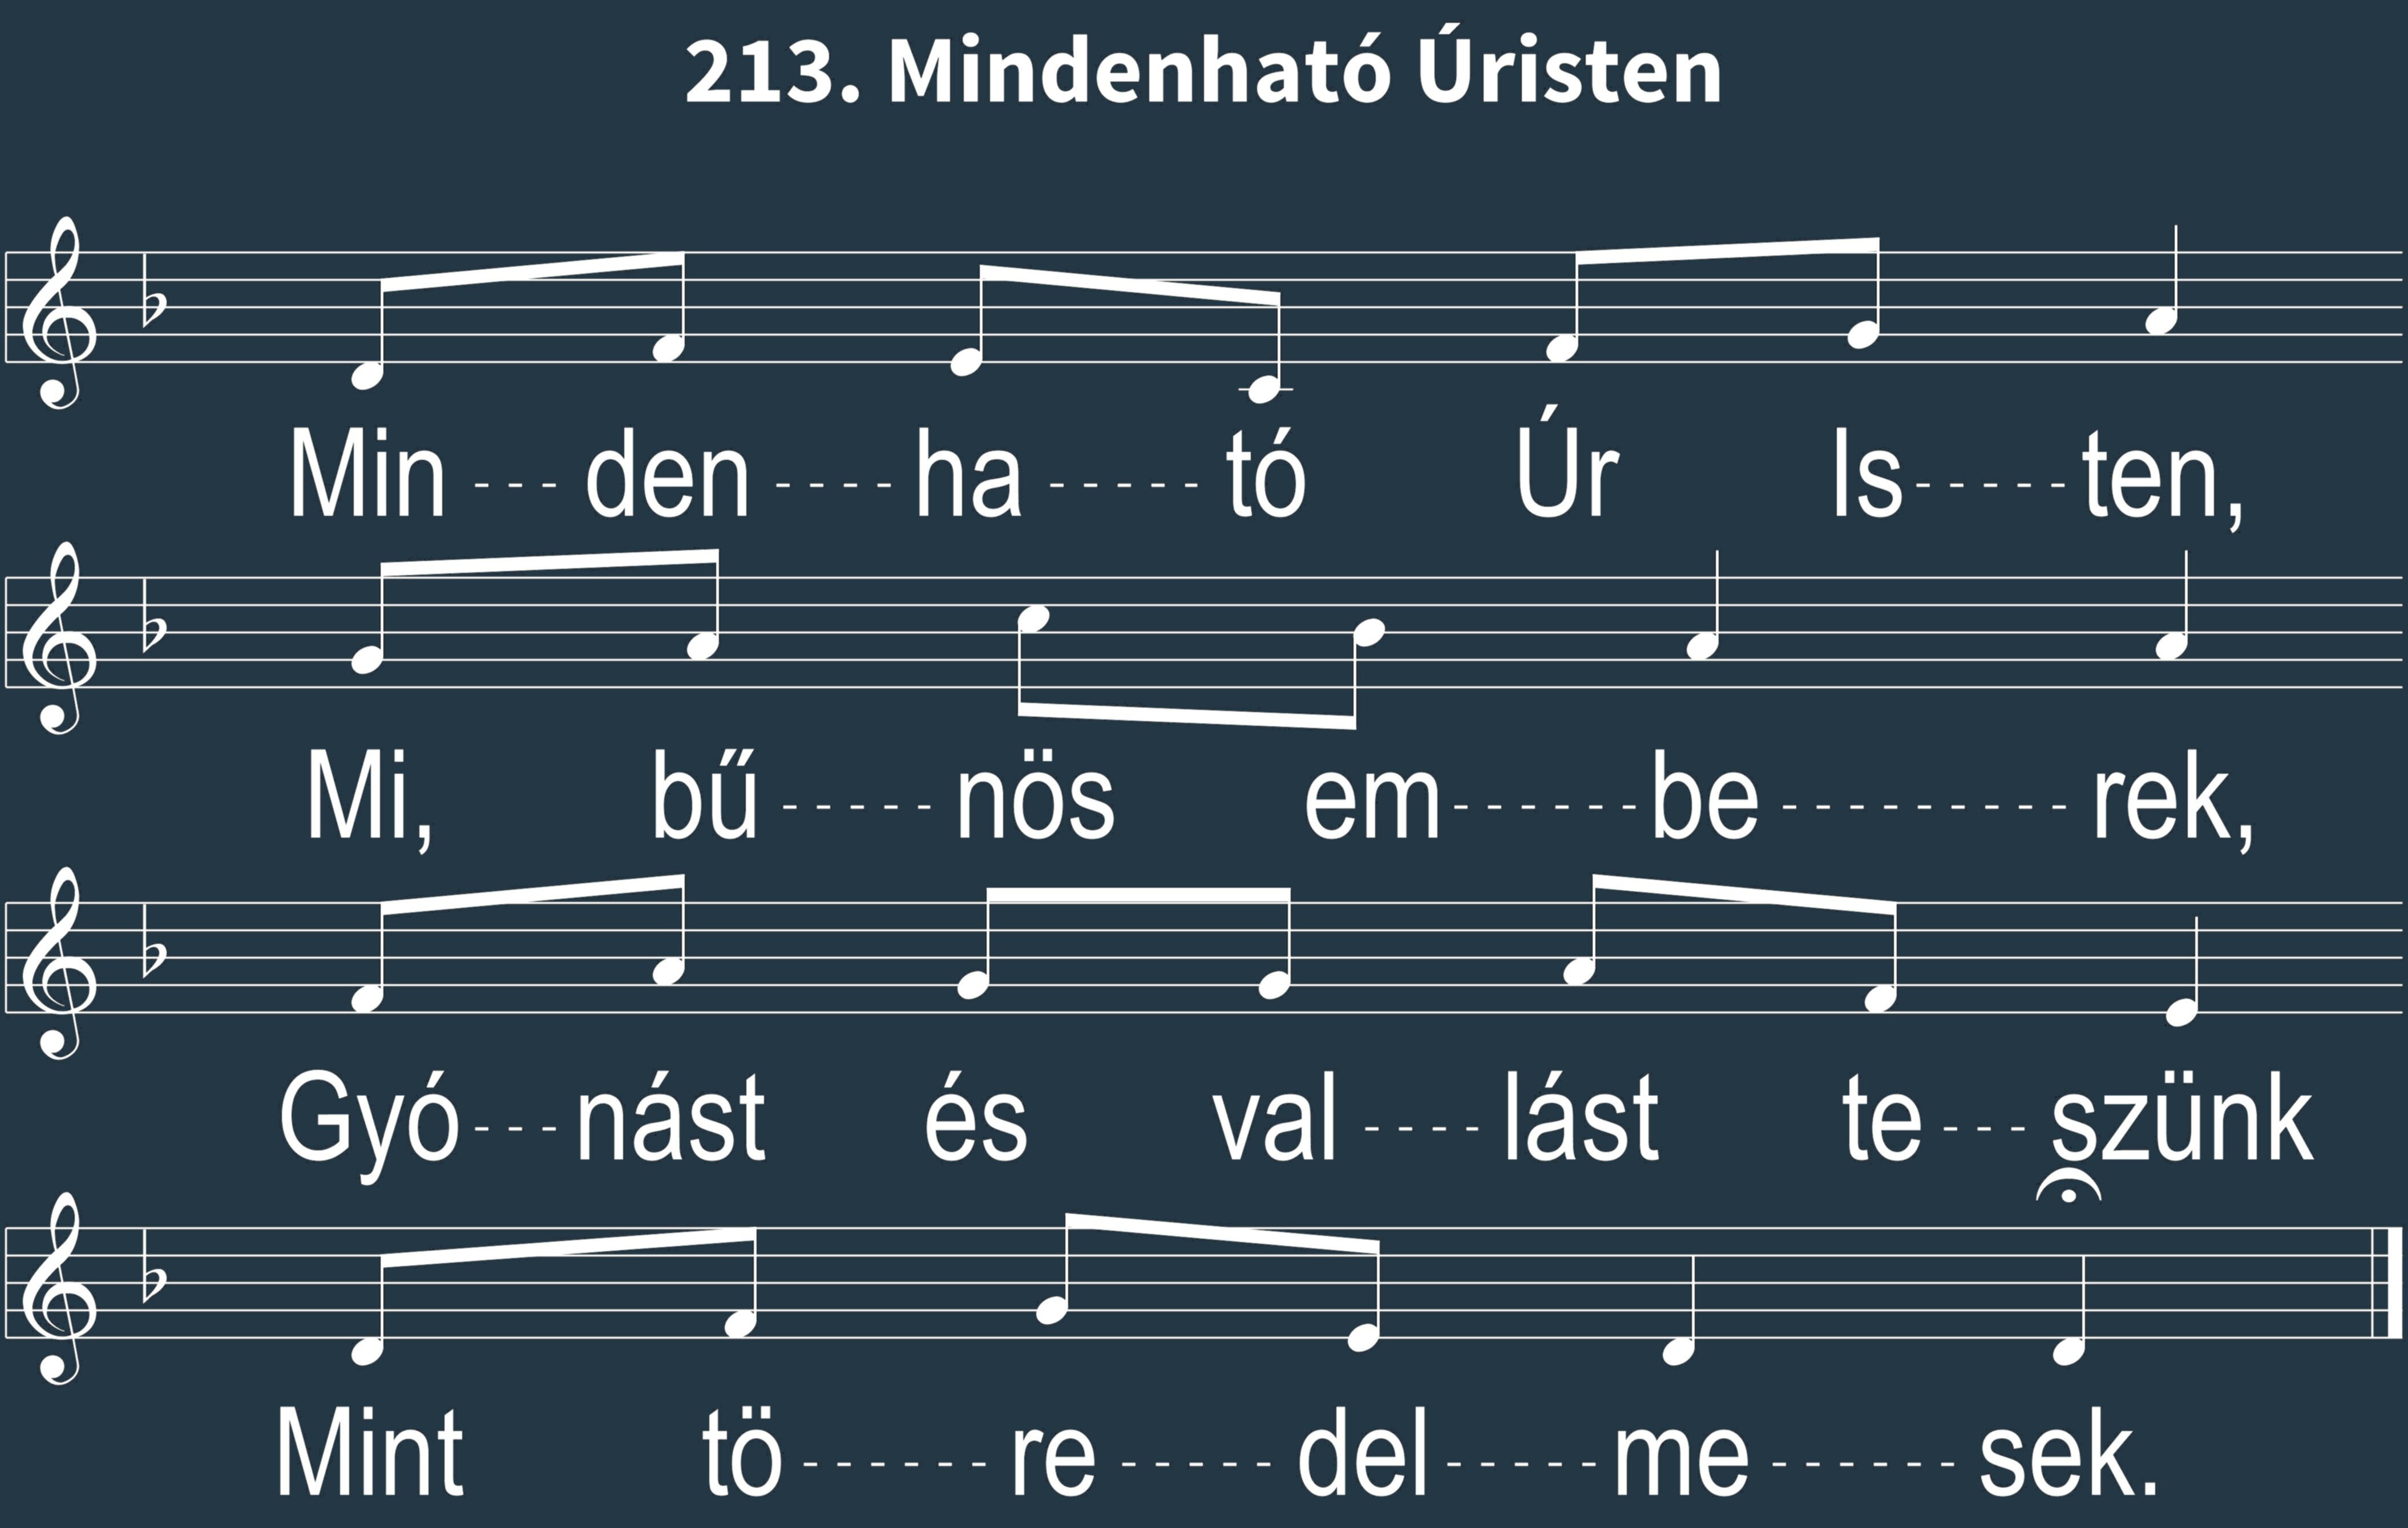 213. Mindenható Úristen
Min---den----ha-----tó Úr Is-----ten,
Mi, bű-----nös em------be----------rek,
Gyó---nást és val----lást te---szünk
Mint tö------re-----del-----me------sek.